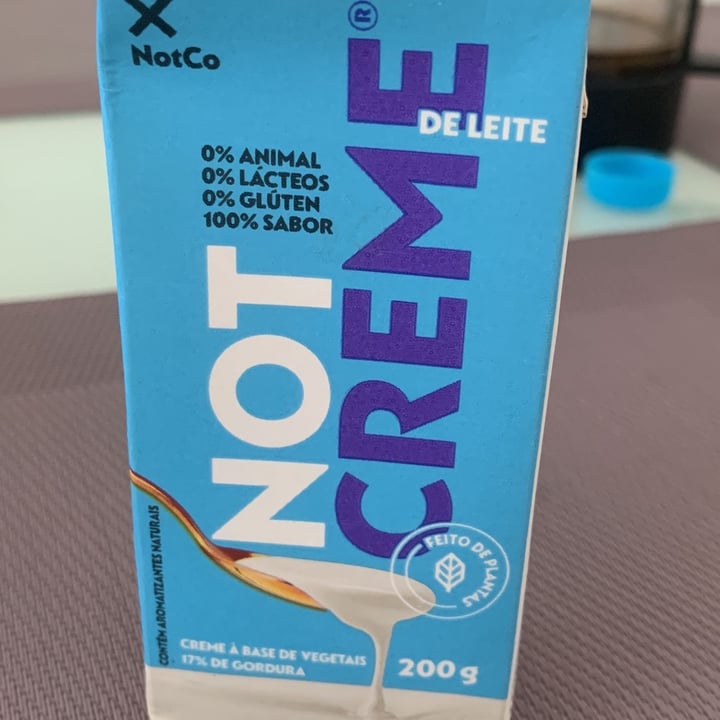 NotCo
NOT
CREME®
DE LEITE
0% ANIMAL
0% LÁCTEOS
0% GLÚTEN
100% SABOR
FEITO DE PLANTAS
CONTÉM AROMATIZANTES NATURAIS
CREME À BASE DE VEGETAIS
17% DE GORDURA
200g